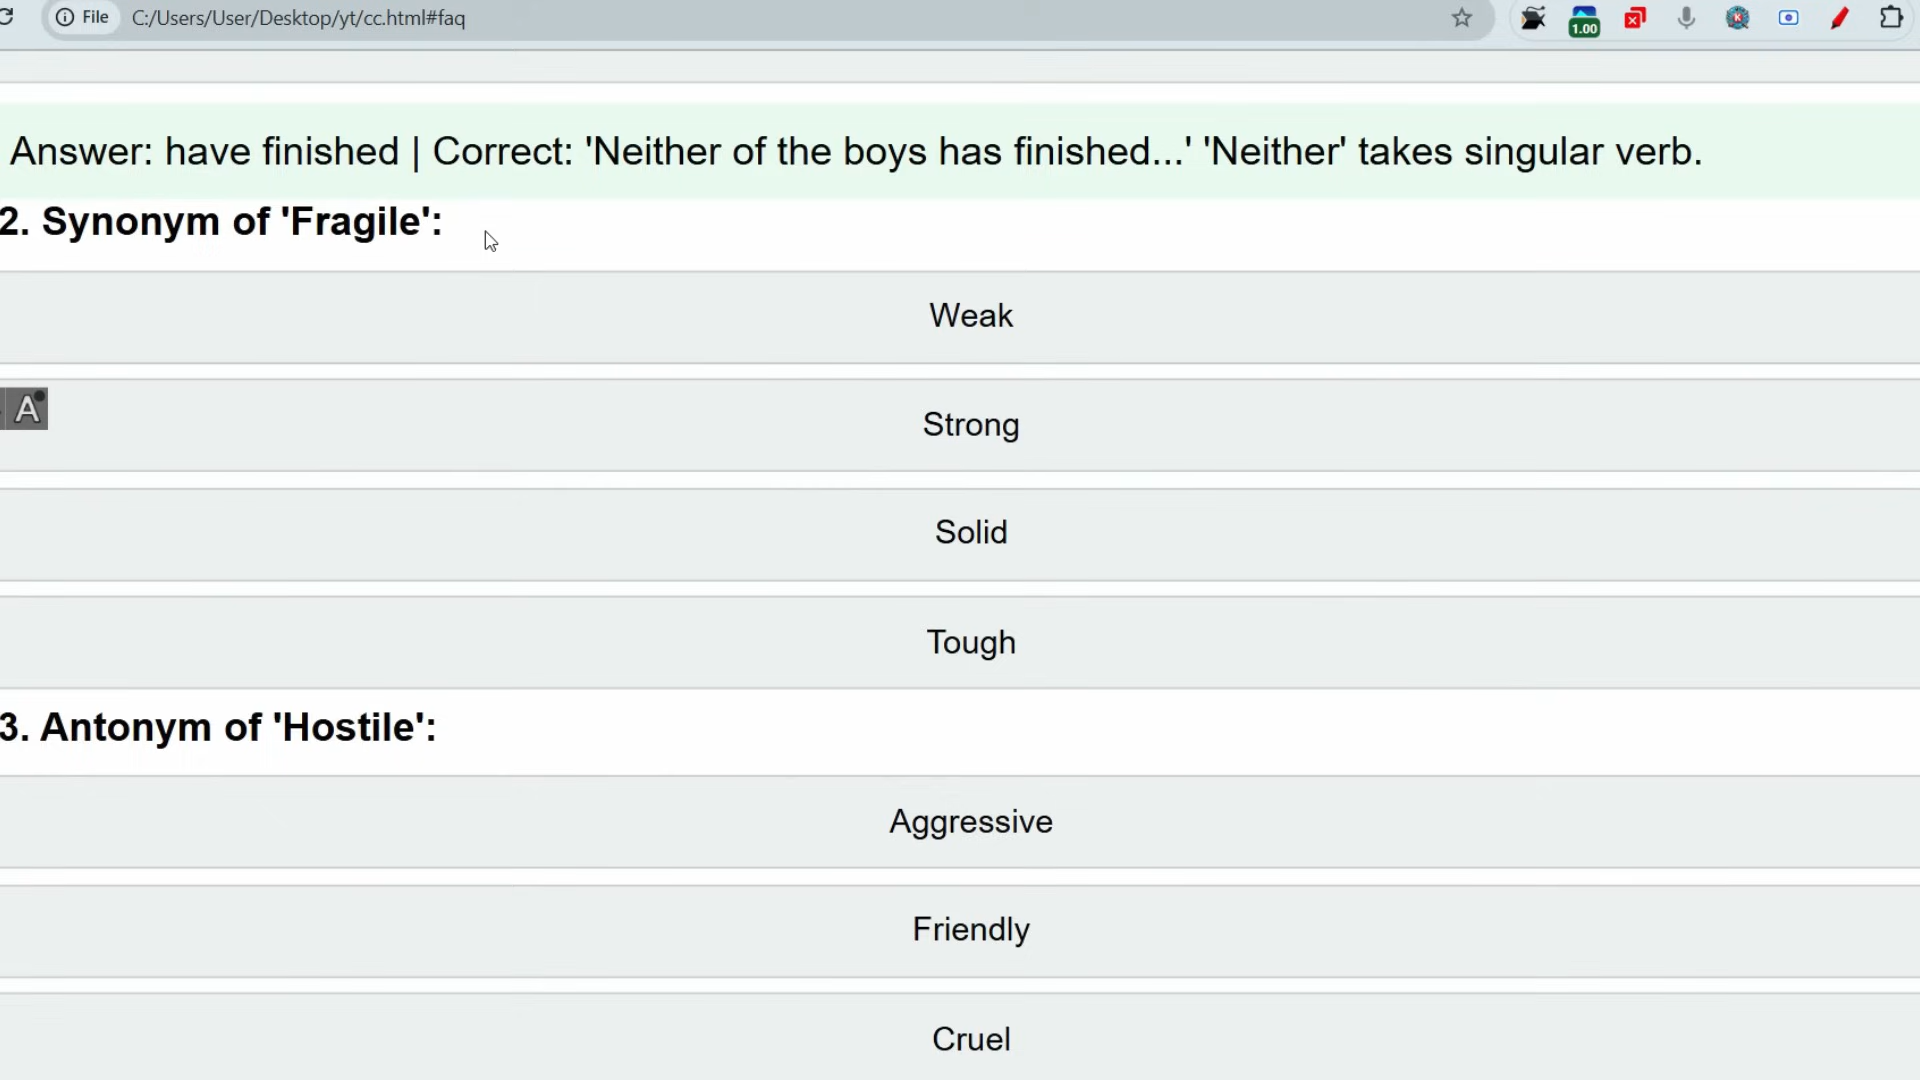 File C:/Users/User/Desktop/yt/cc.html#faq
1.00
K
Answer: have finished | Correct: 'Neither of the boys has finished...' 'Neither' takes singular verb.
2. Synonym of 'Fragile':
Weak
A
Strong
Solid
Tough
3. Antonym of 'Hostile':
Aggressive
Friendly
Cruel